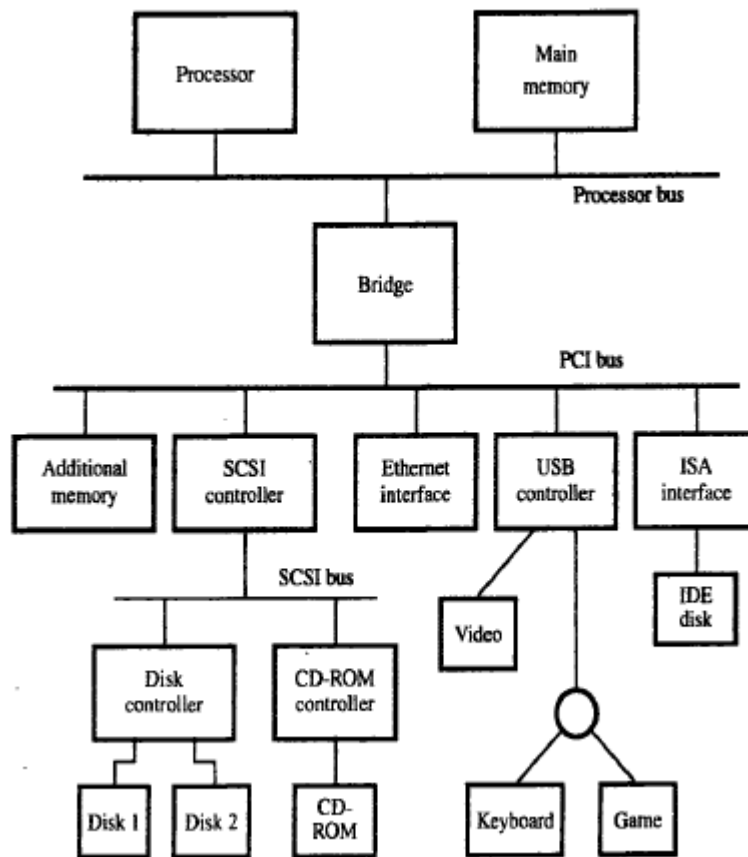 Processor
Main
memory
Processor bus
Bridge
PCI bus
Additional
memory
SCSI
controller
Ethernet
interface
USB
controller
ISA
interface
SCSI bus
IDE
disk
Video
Disk
controller
CD-ROM
controller
Disk 1
Disk 2
CD-
ROM
Keyboard
Game